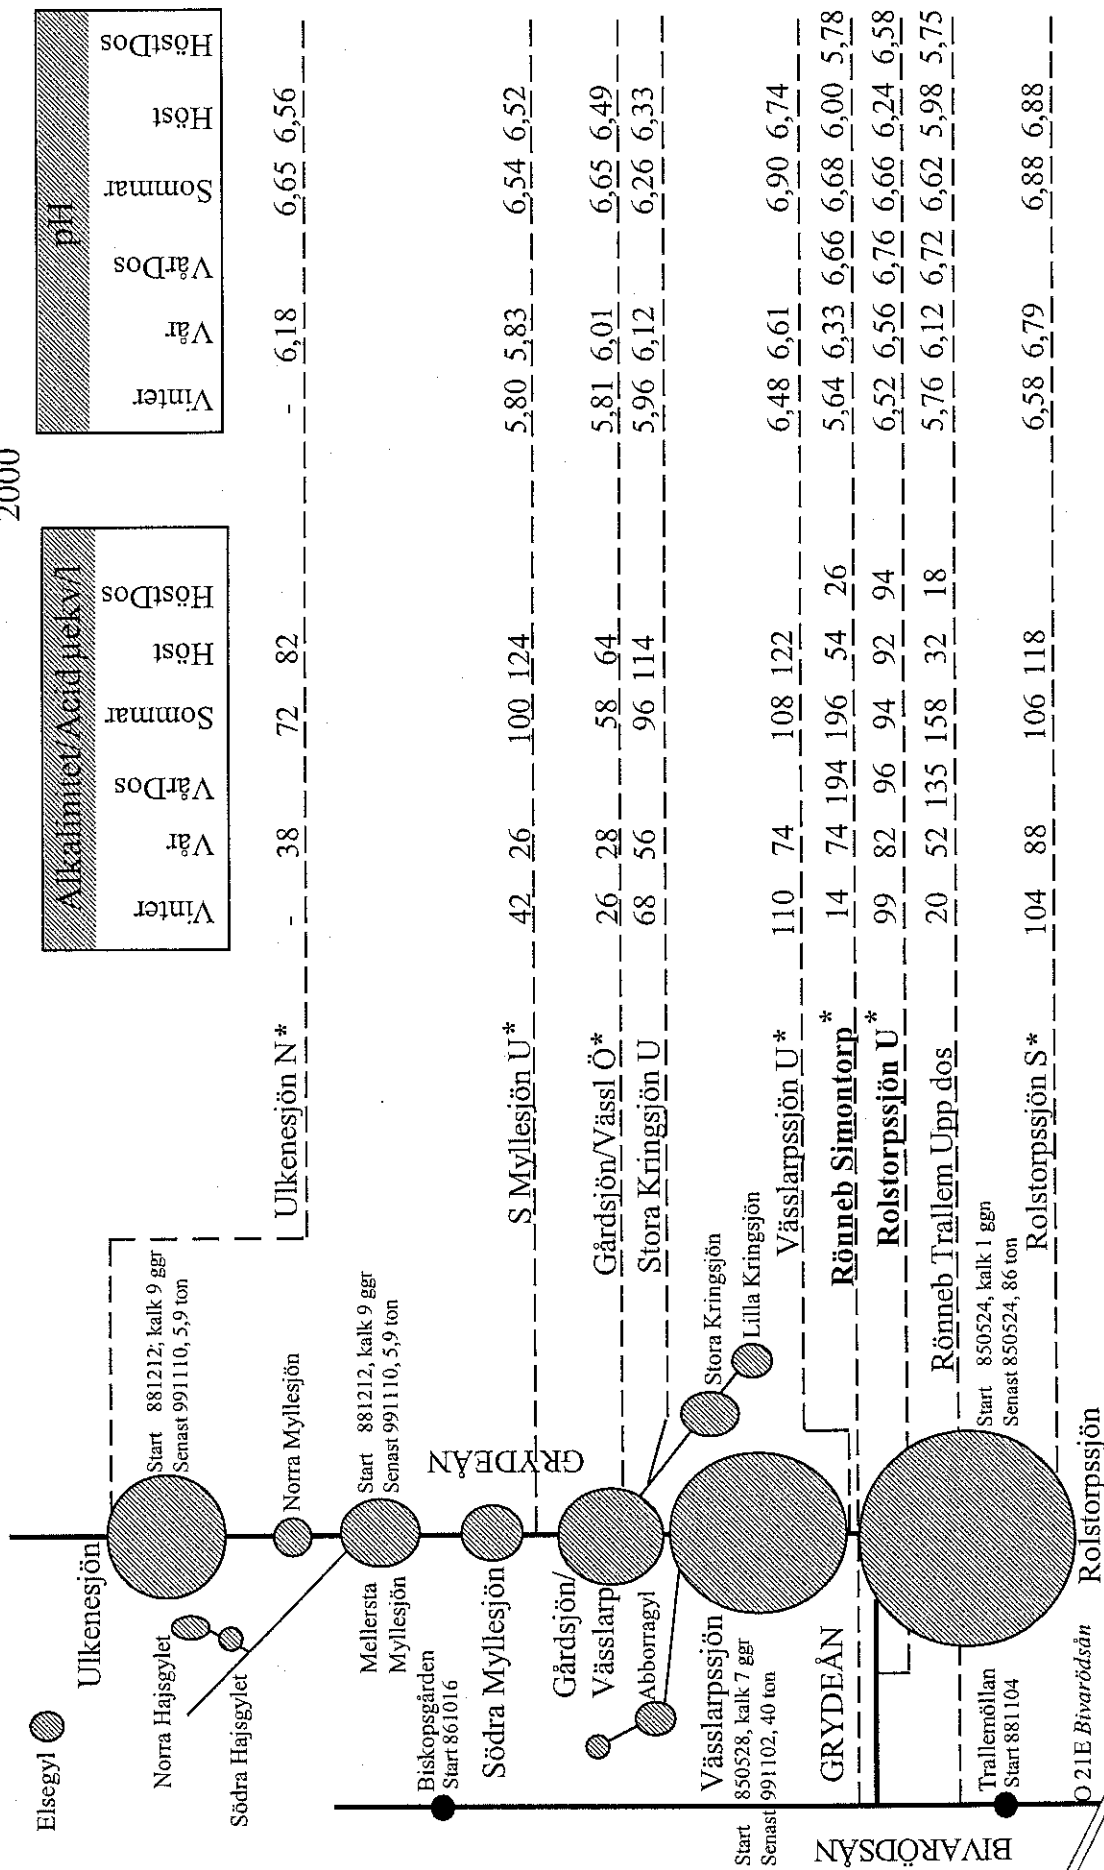 2000
Alkalinitet/Acid µekv/l
Vinter Vår VårDos Sommar Höst HöstDos
pH
Vinter Vår VårDos Sommar Höst HöstDos
Elsegyl
Ulkenesjön
Start 881212; kalk 9 ggr
Senast 991110, 5,9 ton
Norra Hajsgylet
Södra Hajsgylet
Norra Myllesjön
Mellersta
Myllesjön
Start 881212, kalk 9 ggr
Senast 991110, 5,9 ton
Biskopsgården
Start 861016
Södra Myllesjön
GRYDEÅN
Gårdsjön/
Vässlarp
Abborragyl
Stora Kringsjön
Lilla Kringsjön
Vässlarpssjön
Start 850528, kalk 7 ggr
Senast 991102, 40 ton
GRYDEÅN
BIVARÖDSÅN
Trallemöllan
Start 881104
Start 850524, kalk 1 ggn
Senast 850524, 86 ton
Rolstorpssjön
O 21E Bivarödsån
Ulkenesjön N* - 38 72 82 - 6,18 6,65 6,56
S Myllesjön U* 42 26 100 124 5,80 5,83 6,54 6,52
Gårdsjön/Vässl Ö* 26 28 58 64 5,81 6,01 6,65 6,49
Stora Kringsjön U 68 56 96 114 5,96 6,12 6,26 6,33
Vässlarpssjön U* 110 74 108 122 6,48 6,61 6,90 6,74
Rönneb Simontorp* 14 74 194 196 54 26 5,64 6,33 6,66 6,68 6,00 5,78
Rolstorpssjön U* 99 82 96 94 92 94 6,52 6,56 6,76 6,66 6,24 6,58
Rönneb Trallem Upp dos 20 52 135 158 32 18 5,76 6,12 6,72 6,62 5,98 5,75
Rolstorpssjön S* 104 88 106 118 6,58 6,79 6,88 6,88